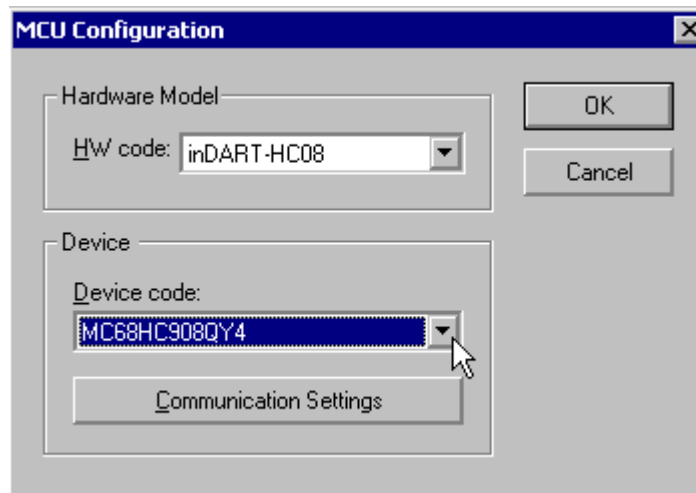 MCU Configuration
Hardware Model
HW code: inDART-HC08
OK
Cancel
Device
Device code:
MC68HC908QY4
Communication Settings